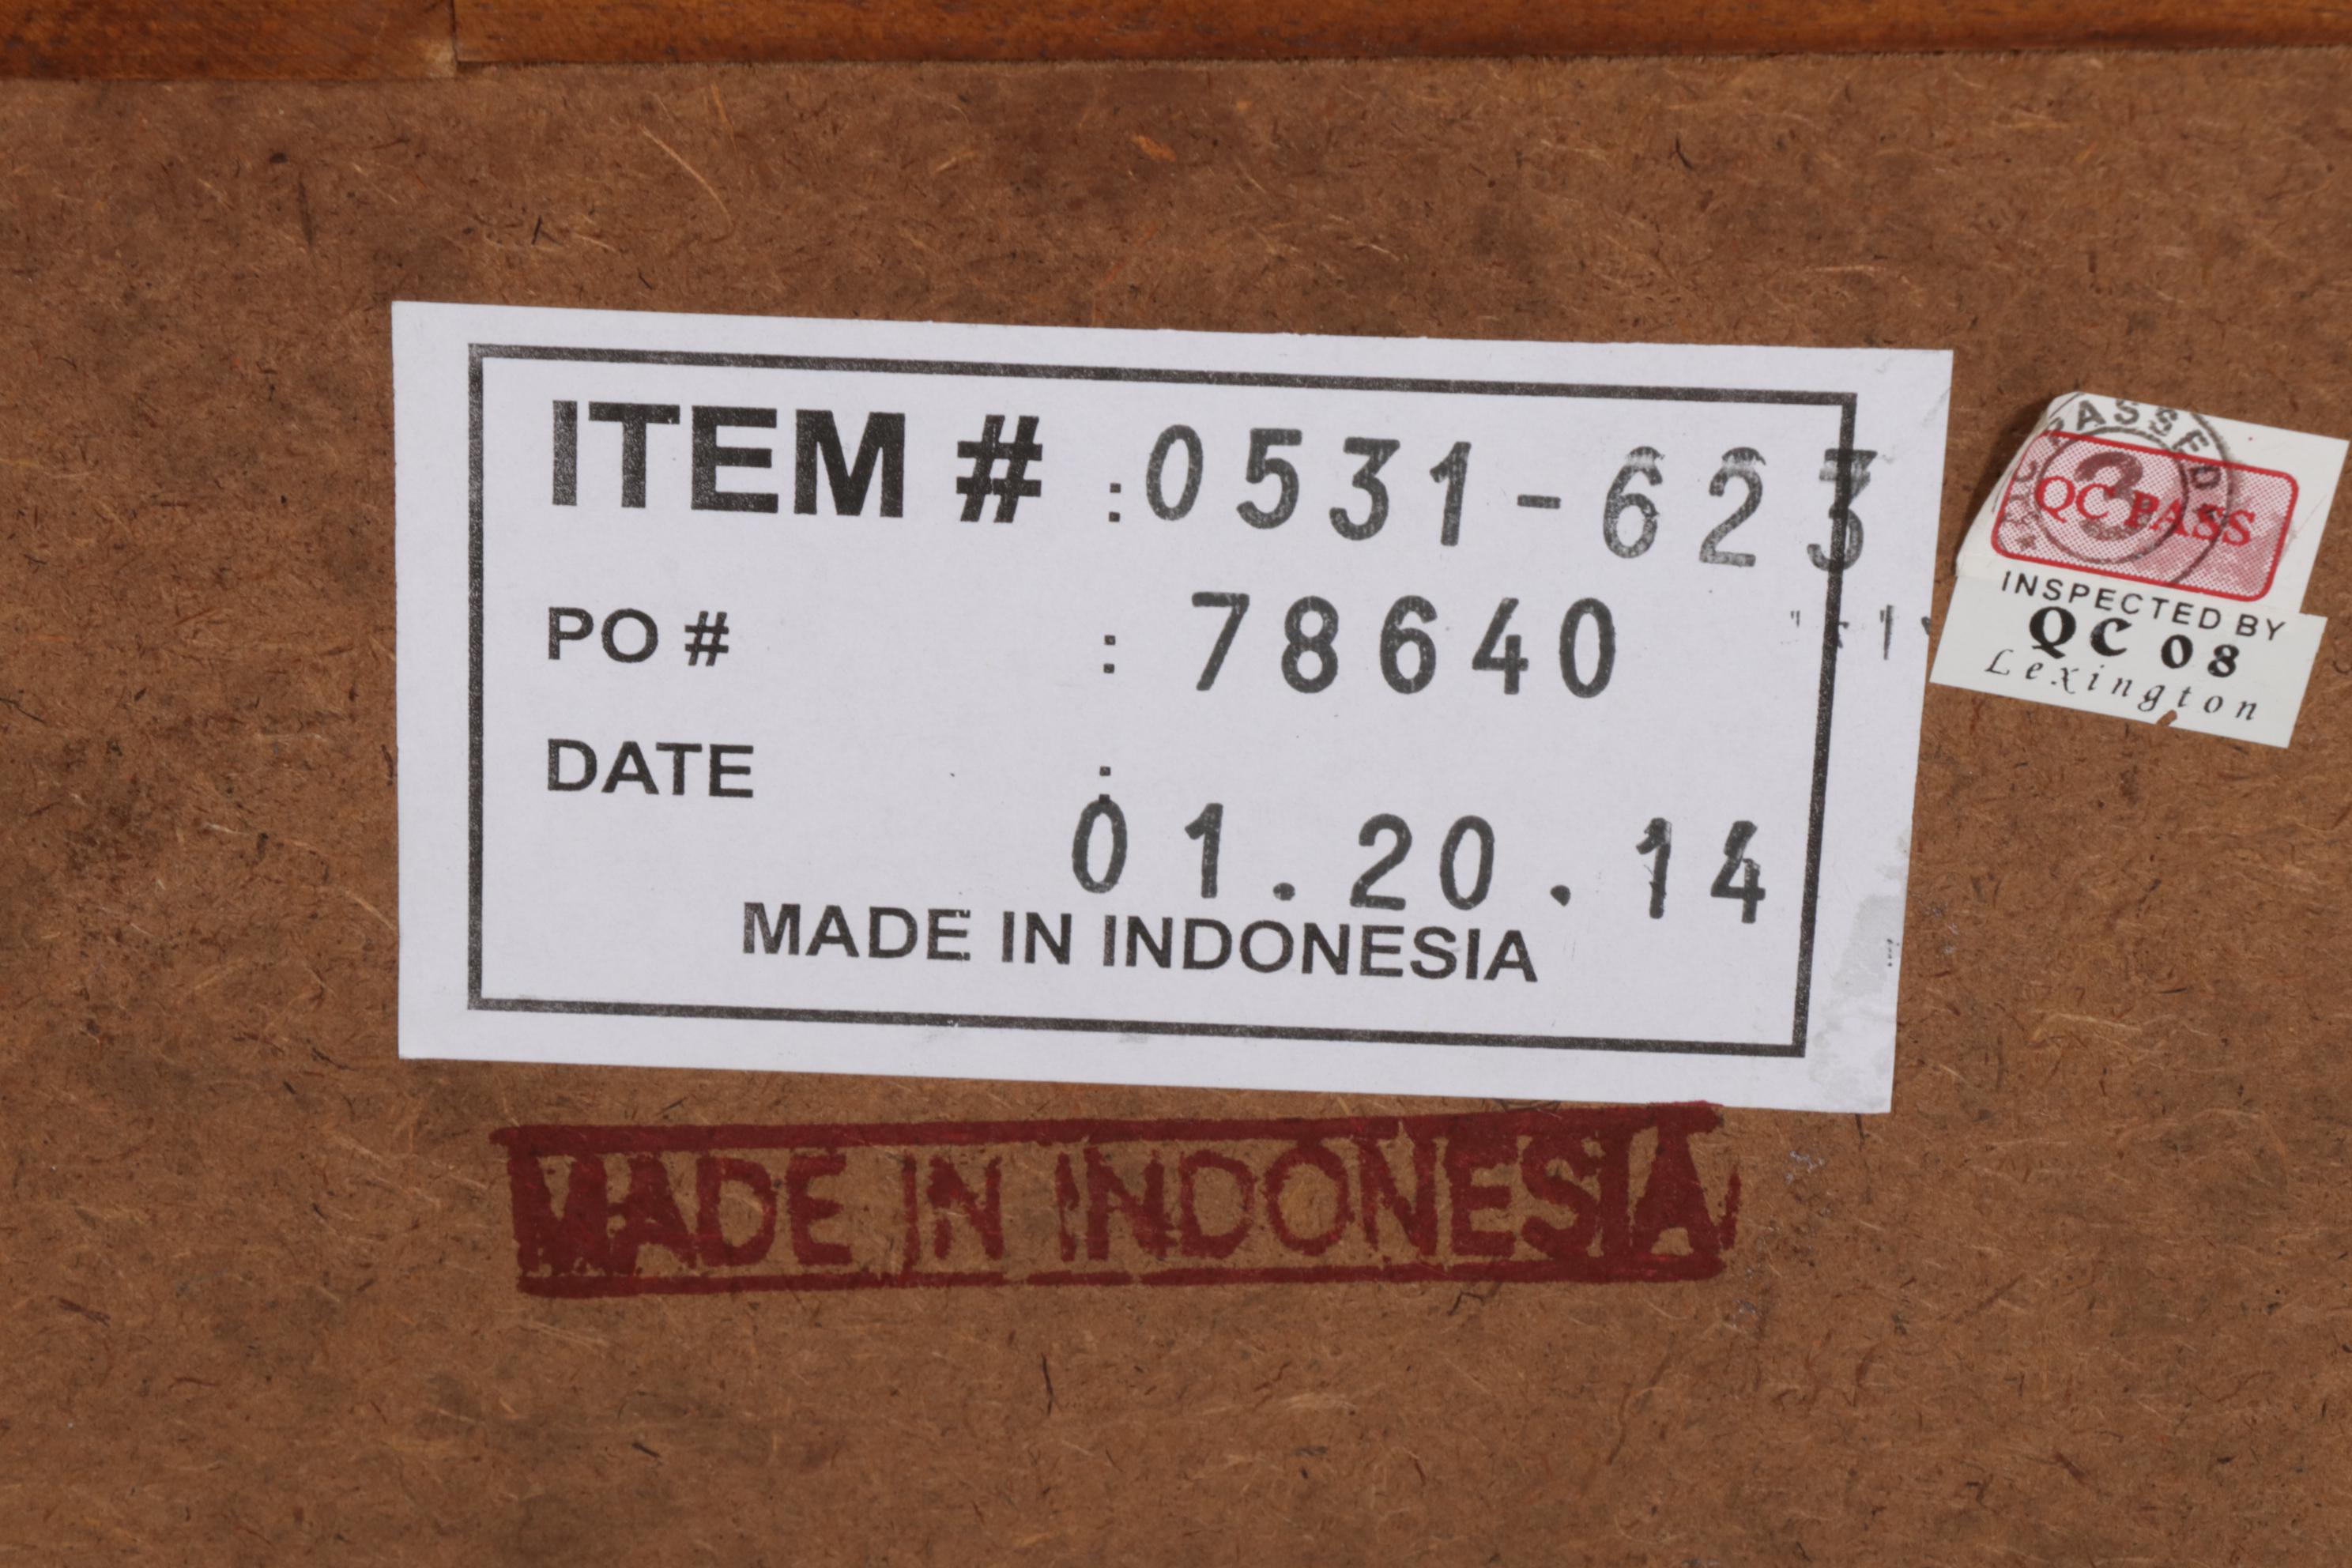 ITEM # : 0531-623
PO # : 78640
DATE :
01.20.14
MADE IN INDONESIA
PASSED
3
QC PASS
INSPECTED BY
QC 08
Lexington
MADE IN INDONESIA